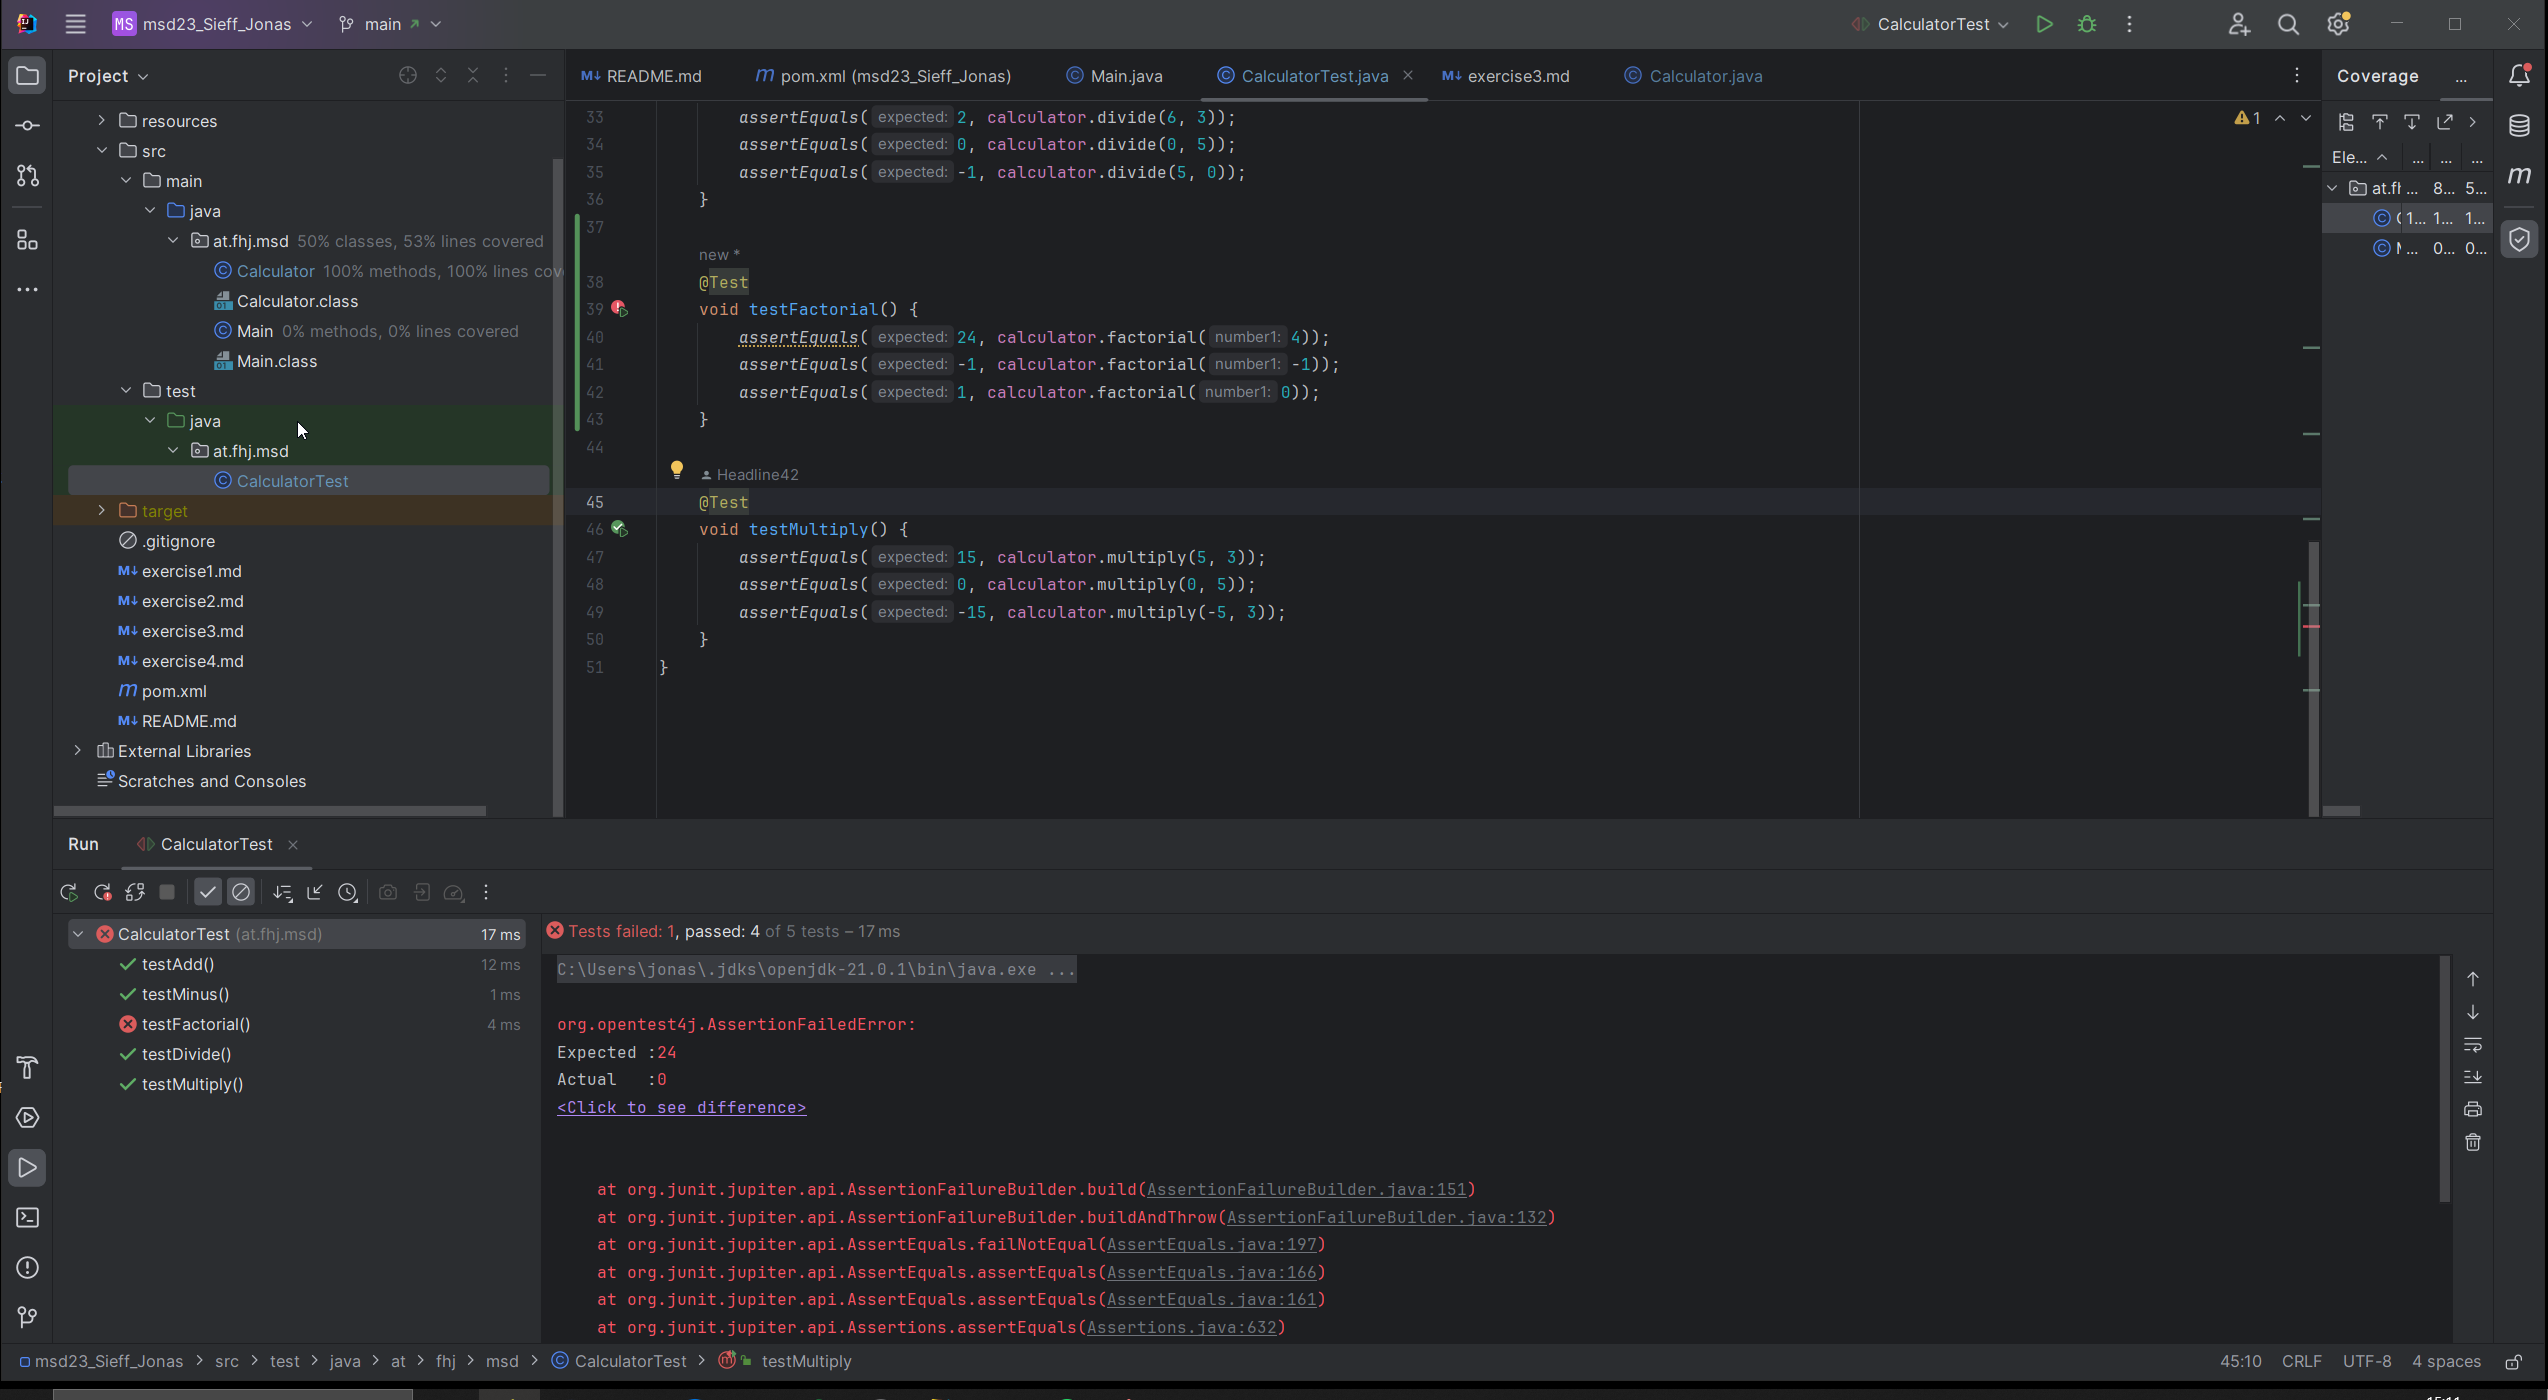 MS msd23_Sieff_Jonas main CalculatorTest
Project
README.md pom.xml (msd23_Sieff_Jonas) Main.java CalculatorTest.java exercise3.md Calculator.java
Coverage ...
resources
src
main
java
at.fhj.msd 50% classes, 53% lines covered
Calculator 100% methods, 100% lines cov
Calculator.class
Main 0% methods, 0% lines covered
Main.class
test
java
at.fhj.msd
CalculatorTest
target
.gitignore
exercise1.md
exercise2.md
exercise3.md
exercise4.md
pom.xml
README.md
External Libraries
Scratches and Consoles
33 assertEquals( expected: 2, calculator.divide(6, 3));
34 assertEquals( expected: 0, calculator.divide(0, 5));
35 assertEquals( expected: -1, calculator.divide(5, 0));
36 }
37
new *
38 @Test
39 void testFactorial() {
40 assertEquals( expected: 24, calculator.factorial( number1: 4));
41 assertEquals( expected: -1, calculator.factorial( number1: -1));
42 assertEquals( expected: 1, calculator.factorial( number1: 0));
43 }
44
Headline42
45 @Test
46 void testMultiply() {
47 assertEquals( expected: 15, calculator.multiply(5, 3));
48 assertEquals( expected: 0, calculator.multiply(0, 5));
49 assertEquals( expected: -15, calculator.multiply(-5, 3));
50 }
51 }
1
Ele... ... ... ...
at.fh... 8... 5...
1... 1... 1...
... 0... 0...
Run CalculatorTest
CalculatorTest (at.fhj.msd) 17 ms
testAdd() 12 ms
testMinus() 1 ms
testFactorial() 4 ms
testDivide()
testMultiply()
Tests failed: 1, passed: 4 of 5 tests – 17 ms
C:\Users\jonas\.jdks\openjdk-21.0.1\bin\java.exe ...
org.opentest4j.AssertionFailedError:
Expected :24
Actual :0
<Click to see difference>
at org.junit.jupiter.api.AssertionFailureBuilder.build(AssertionFailureBuilder.java:151)
at org.junit.jupiter.api.AssertionFailureBuilder.buildAndThrow(AssertionFailureBuilder.java:132)
at org.junit.jupiter.api.AssertEquals.failNotEqual(AssertEquals.java:197)
at org.junit.jupiter.api.AssertEquals.assertEquals(AssertEquals.java:166)
at org.junit.jupiter.api.AssertEquals.assertEquals(AssertEquals.java:161)
at org.junit.jupiter.api.Assertions.assertEquals(Assertions.java:632)
msd23_Sieff_Jonas > src > test > java > at > fhj > msd > CalculatorTest > testMultiply
45:10 CRLF UTF-8 4 spaces